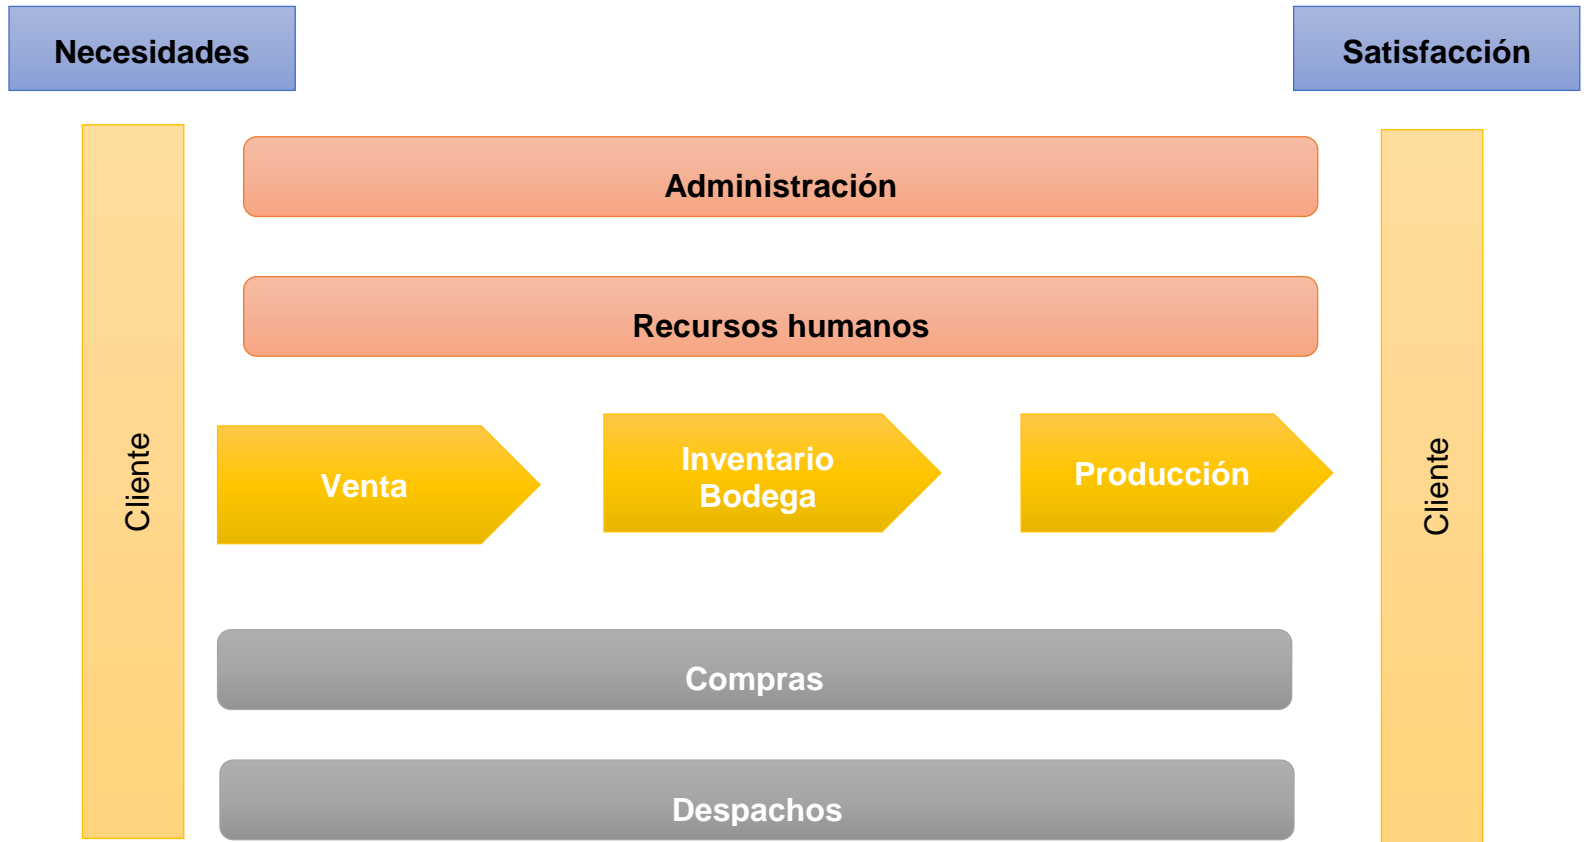 Necesidades
Satisfacción
Administración
Recursos humanos
Cliente
Venta
Inventario
Bodega
Producción
Cliente
Compras
Despachos